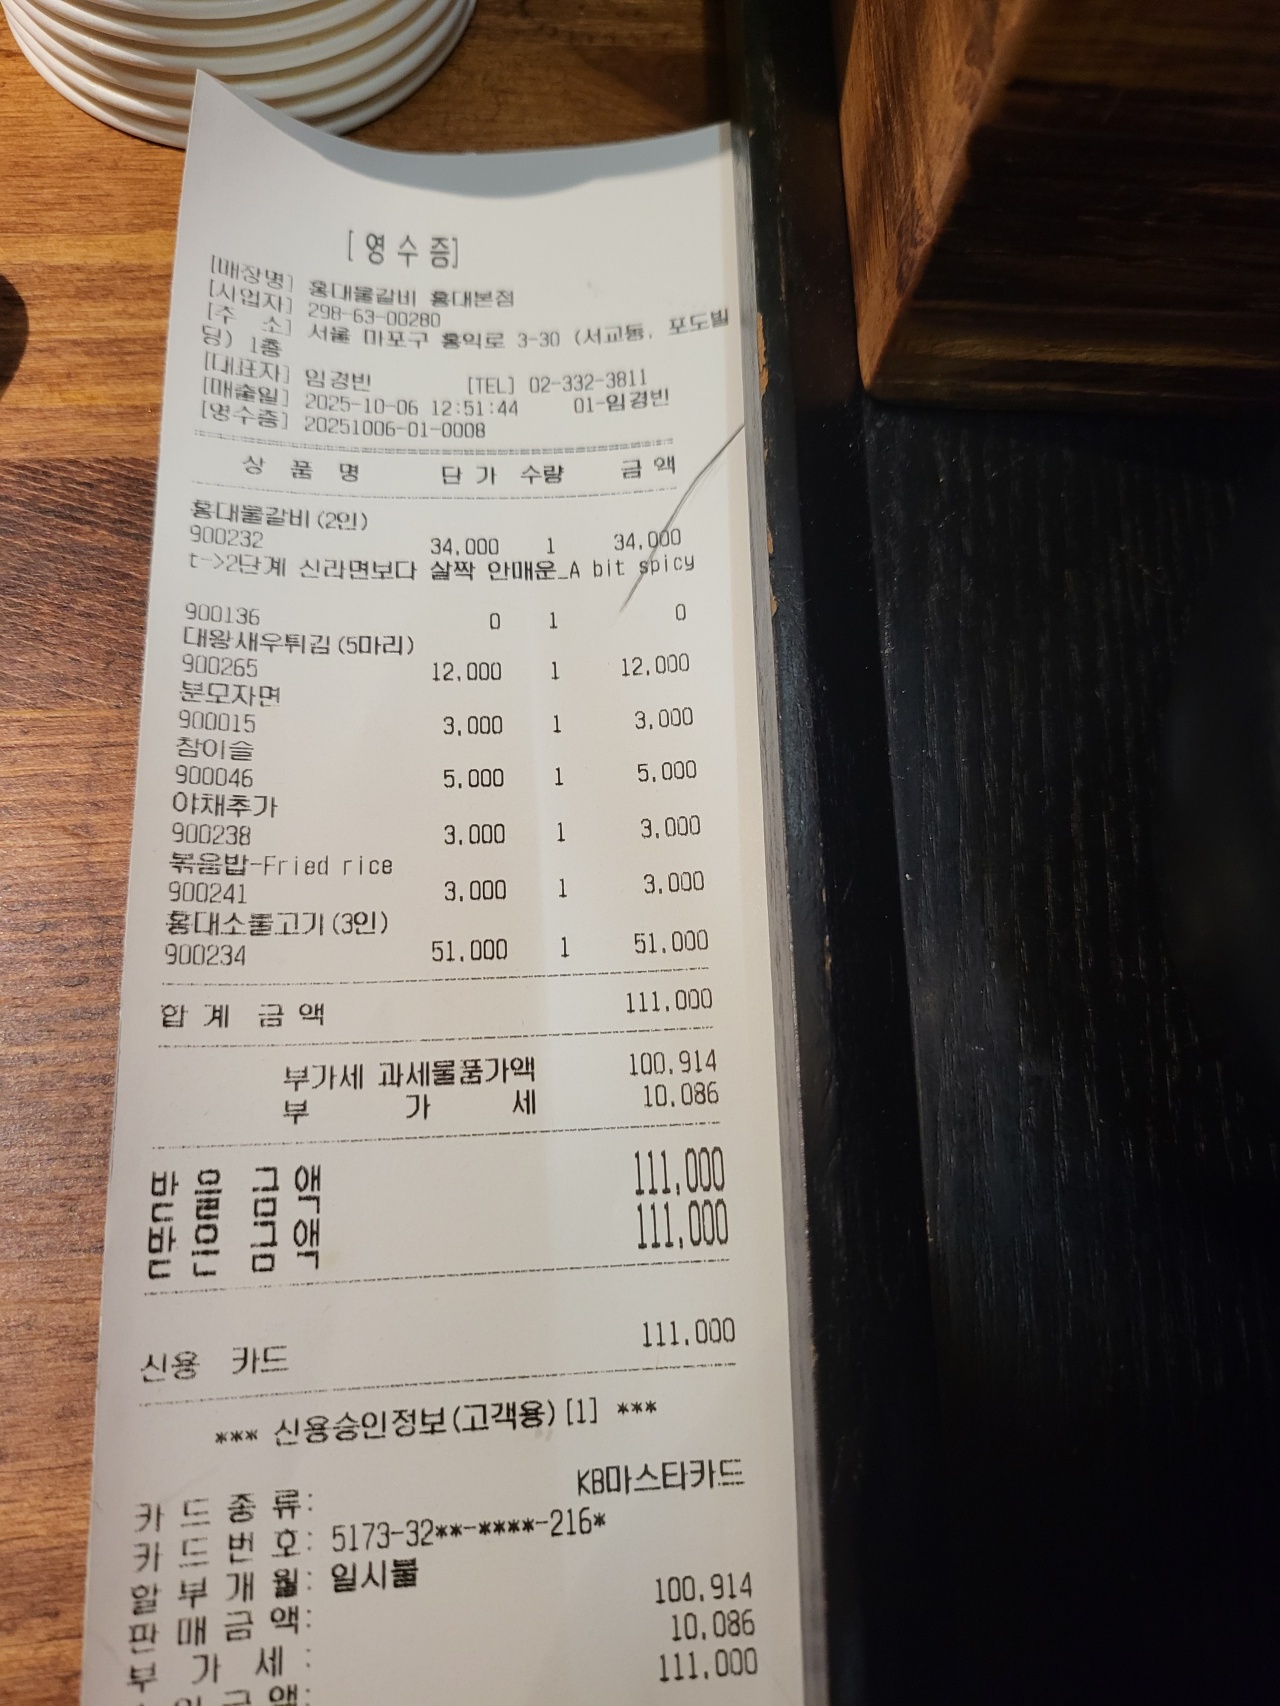 [영수증]
[매장명] 홍대물갈비 홍대본점
[사업자] 298-63-00280
[주 소] 서울 마포구 홍익로 3-30 (서교동, 포도빌
딩) 1층
[대표자] 임경빈 [TEL] 02-332-3811
[매출일] 2025-10-06 12:51:44 01-임경빈
[영수증] 20251006-01-0008
상 품 명 단 가 수량 금 액
홍대물갈비(2인)
900232 34,000 1 34,000
t->2단계 신라면보다 살짝 안매운_A bit spicy
900136 0 1 0
대왕새우튀김(5마리)
900265 12,000 1 12,000
분모자면
900015 3,000 1 3,000
참이슬
900046 5,000 1 5,000
야채추가
900238 3,000 1 3,000
볶음밥-Fried rice
900241 3,000 1 3,000
홍대소불고기(3인)
900234 51,000 1 51,000
합 계 금 액 111,000
부가세 과세물품가액 100,914
부 가 세 10,086
받 을 금 액 111,000
받 은 금 액 111,000
신용 카드 111,000
*** 신용승인정보(고객용)[1] ***
카 드 종 류: KB마스타카드
카 드 번 호: 5173-32**-****-216*
할 부 개 월: 일시불
판 매 금 액: 100,914
부 가 세 : 10,086
금 액: 111,000